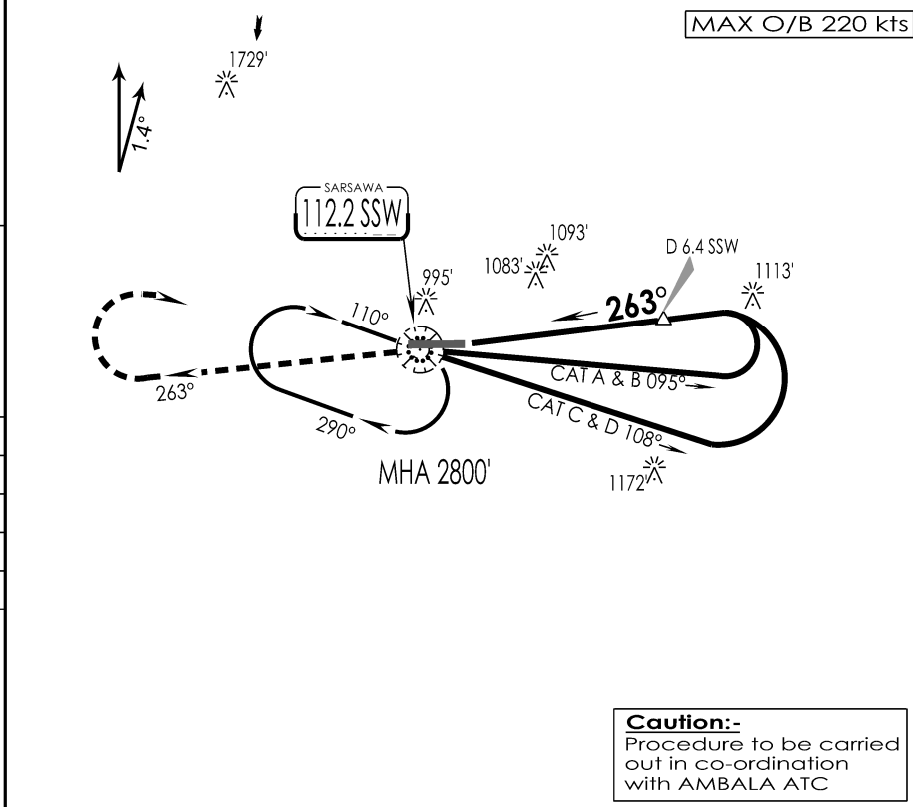 MAX O/B 220 kts
1729'
1.4°
SARSAWA
112.2 SSW
1093'
1083'
D 6.4 SSW
1113'
995'
110°
263°
263°
CAT A & B 095°
CAT C & D 108°
290°
MHA 2800'
1172'
Caution:-
Procedure to be carried
out in co-ordination
with AMBALA ATC